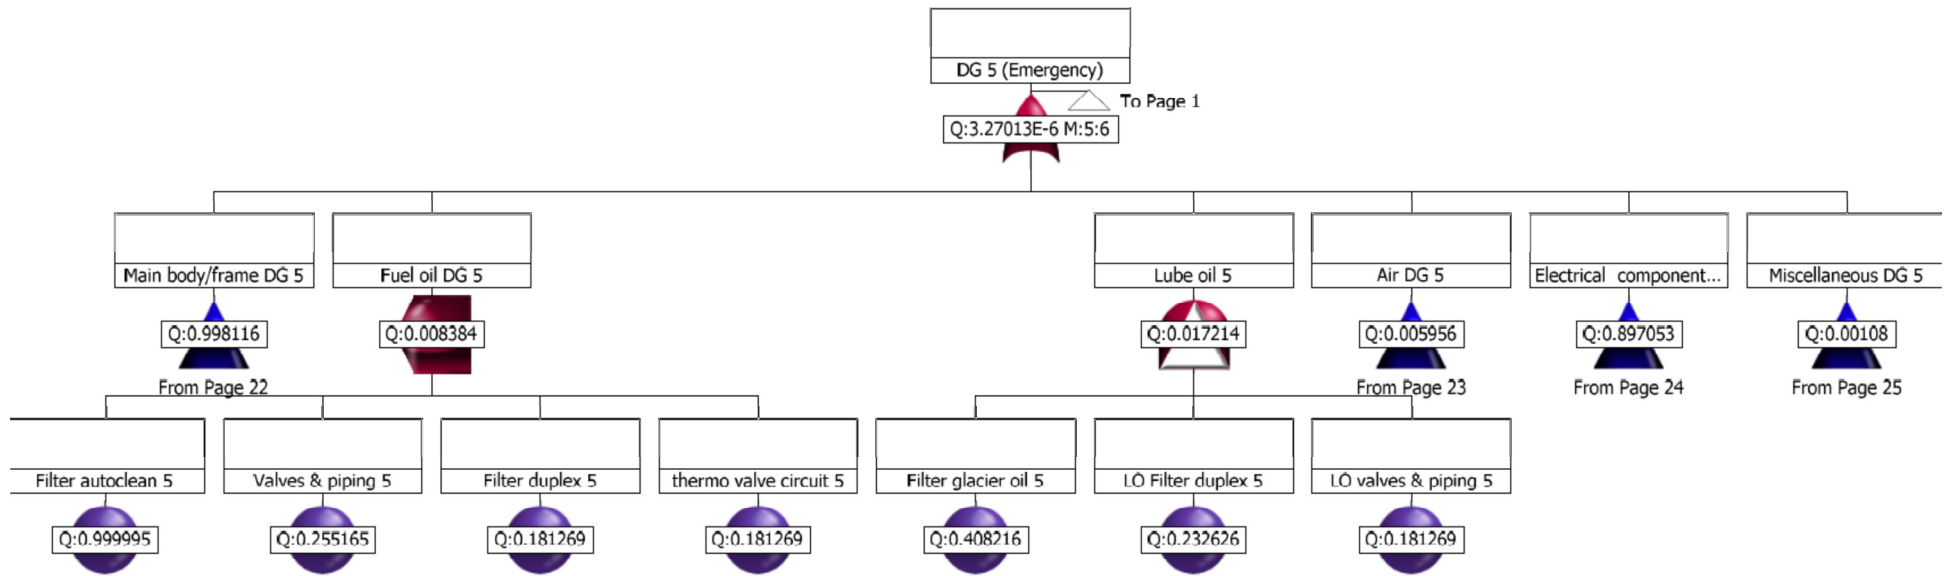 DG 5 (Emergency)
To Page 1
Q:3.27013E-6 M:5:6
Main body/frame DG 5
Fuel oil DG 5
Lube oil 5
Air DG 5
Electrical component...
Miscellaneous DG 5
Q:0.998116
Q:0.008384
Q:0.017214
Q:0.005956
Q:0.897053
Q:0.00108
From Page 22
From Page 23
From Page 24
From Page 25
Filter autoclean 5
Valves & piping 5
Filter duplex 5
thermo valve circuit 5
Filter glacier oil 5
LO Filter duplex 5
LO valves & piping 5
Q:0.999995
Q:0.255165
Q:0.181269
Q:0.181269
Q:0.408216
Q:0.232626
Q:0.181269